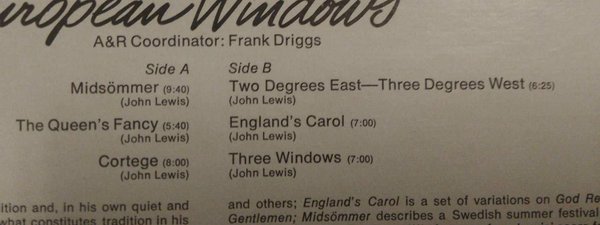 uropean Windows
A&R Coordinator: Frank Driggs
Side A
Midsömmer (9:40)
(John Lewis)
The Queen's Fancy (5:40)
(John Lewis)
Cortege (8:00)
(John Lewis)
Side B
Two Degrees East—Three Degrees West (6:25)
(John Lewis)
England's Carol (7:00)
(John Lewis)
Three Windows (7:00)
(John Lewis)
ition and, in his own quiet and
what constitutes tradition in his
and others; England's Carol is a set of variations on God Re
Gentlemen; Midsömmer describes a Swedish summer festival